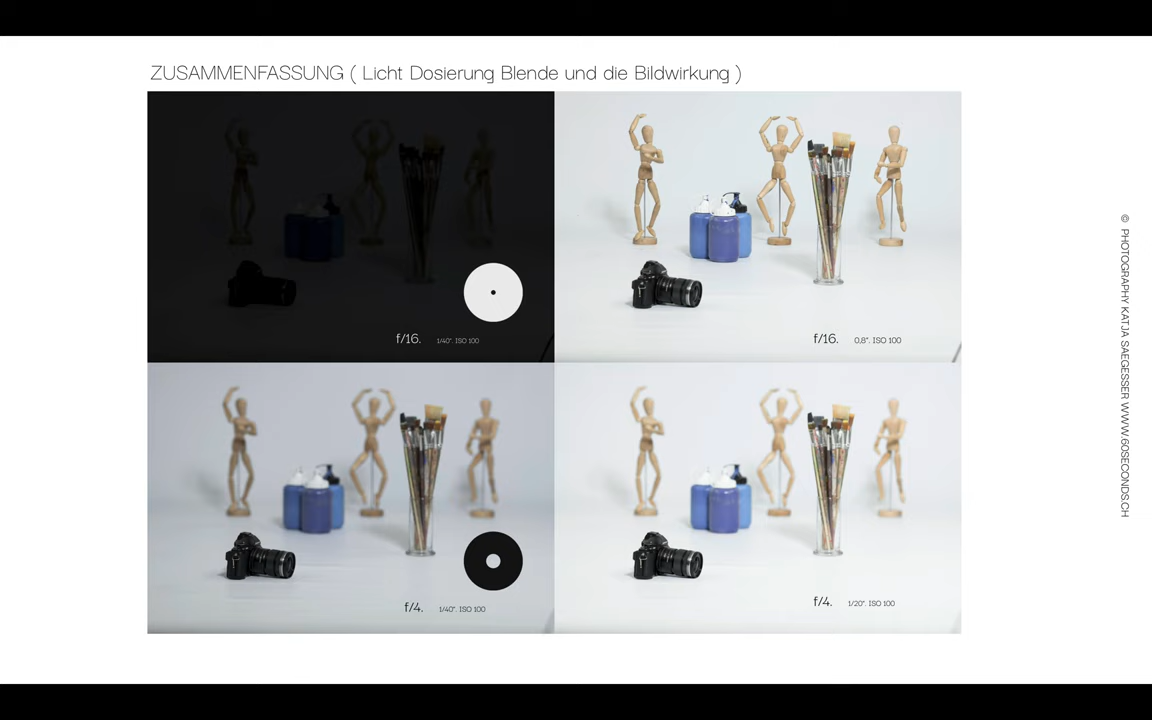 ZUSAMMENFASSUNG ( Licht Dosierung Blende und die Bildwirkung )
f/16. 1/40". ISO 100
f/16. 0,8". ISO 100
f/4. 1/40". ISO 100
f/4. 1/20". ISO 100
© PHOTOGRAPHY KATJA SAEGESSER WWW.60SECONDS.CH